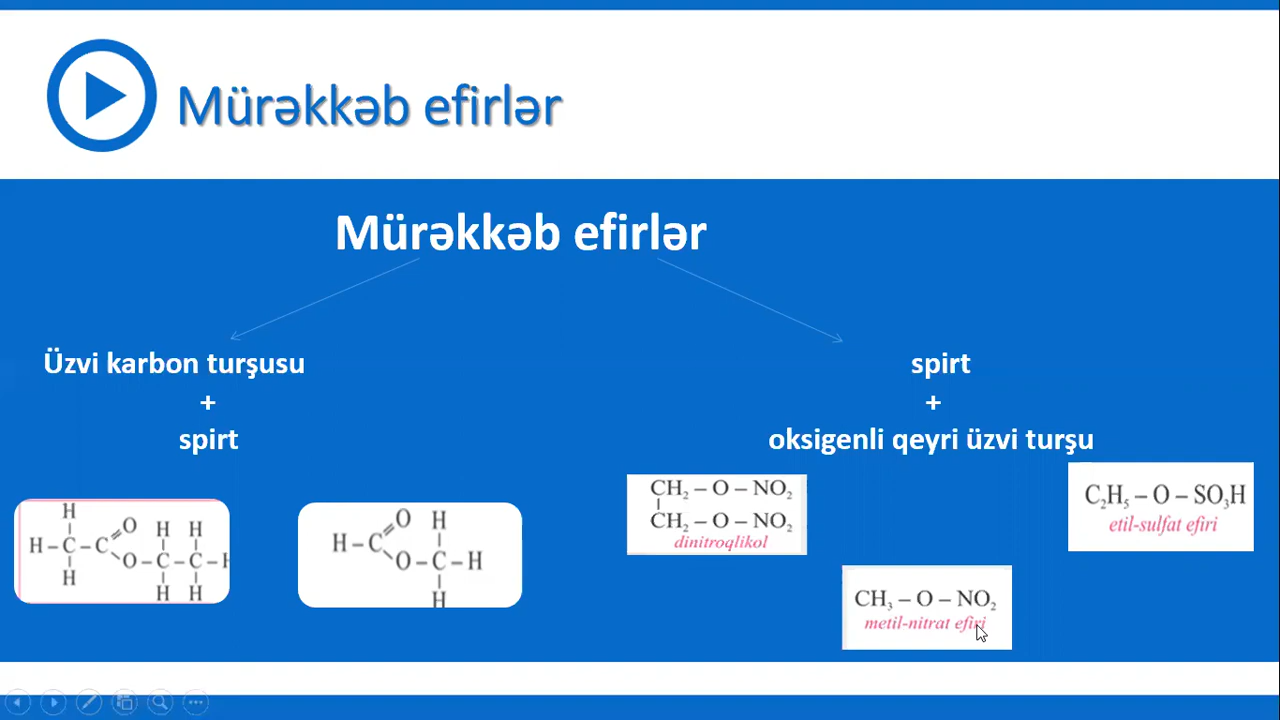 Mürəkkəb efirlər
Mürəkkəb efirlər
Üzvi karbon turşusu
+
spirt
spirt
+
oksigenli qeyri üzvi turşu
H
H – C – C
O
O – C – C – H
H
H H
H H
H – C
O
O – C – H
H
H
CH₂ – O – NO₂
CH₂ – O – NO₂
dinitroqlikol
CH₃ – O – NO₂
metil-nitrat efiri
C₂H₅ – O – SO₃H
etil-sulfat efiri